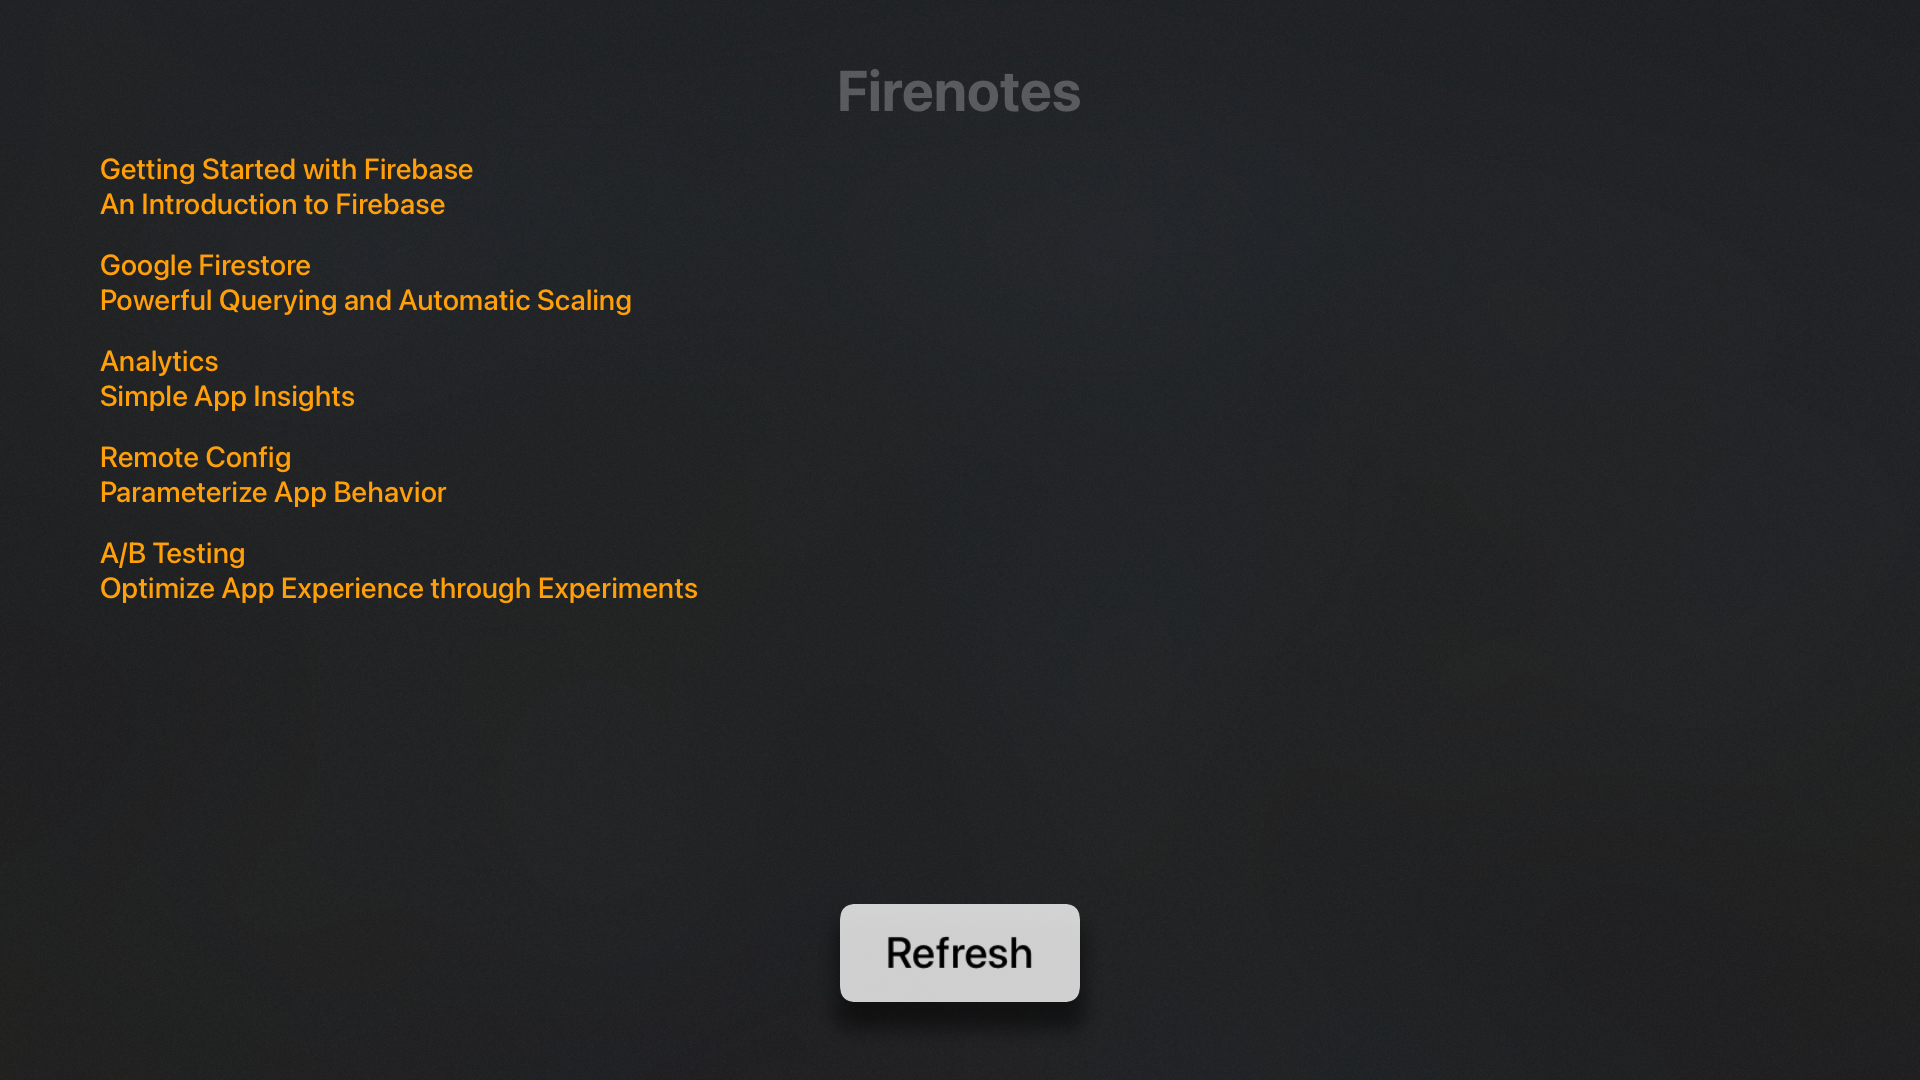 Firenotes
Getting Started with Firebase
An Introduction to Firebase
Google Firestore
Powerful Querying and Automatic Scaling
Analytics
Simple App Insights
Remote Config
Parameterize App Behavior
A/B Testing
Optimize App Experience through Experiments
Refresh